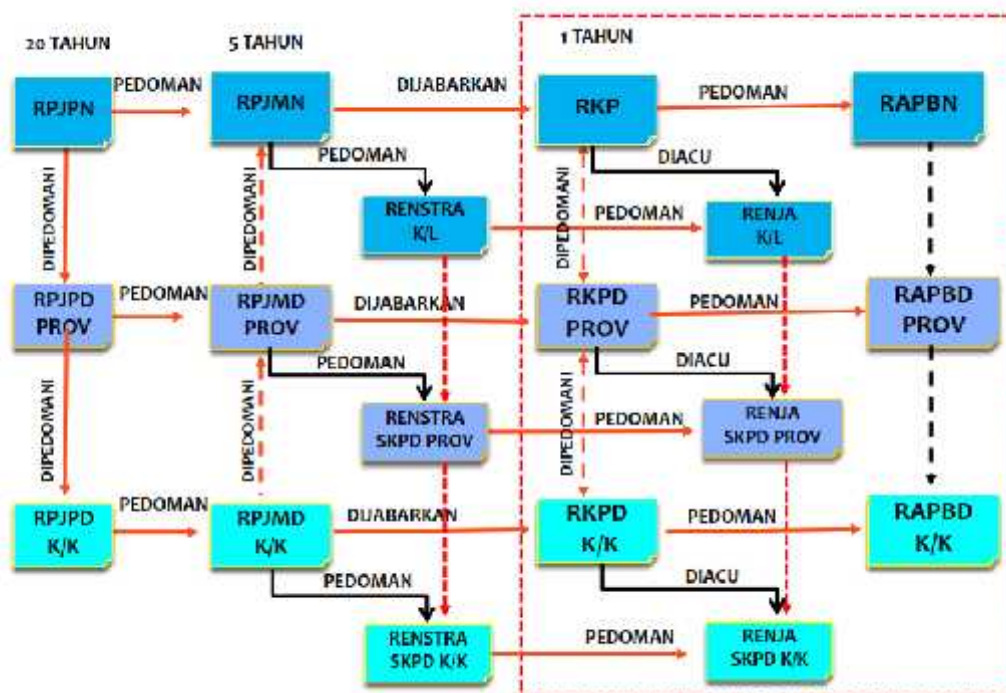 20 TAHUN
5 TAHUN
1 TAHUN
PEDOMAN
DIJABARKAN
PEDOMAN
RPJPN
RPJMN
RKP
RAPBN
PEDOMAN
DIACU
DIPEDOMANI
DIPEDOMANI
DIPEDOMANI
RENSTRA
K/L
PEDOMAN
RENJA
K/L
RPJPD
PROV
PEDOMAN
RPJMD
PROV
DIJABARKAN
RKPD
PROV
PEDOMAN
RAPBD
PROV
PEDOMAN
DIACU
DIPEDOMANI
DIPEDOMANI
DIPEDOMANI
RENSTRA
SKPD PROV
PEDOMAN
RENJA
SKPD PROV
RPJPD
K/K
PEDOMAN
RPJMD
K/K
DIJABARKAN
RKPD
K/K
PEDOMAN
RAPBD
K/K
PEDOMAN
DIACU
RENSTRA
SKPD K/K
PEDOMAN
RENJA
SKPD K/K